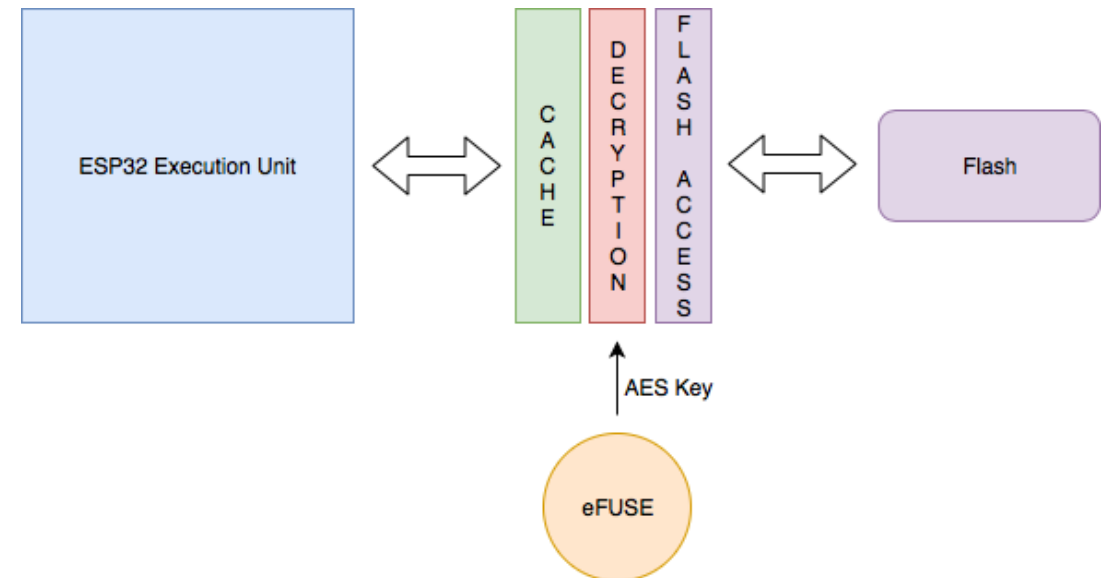 ESP32 Execution Unit
CACHE
DECRYPTION
FLASH ACCESS
Flash
AES Key
eFUSE